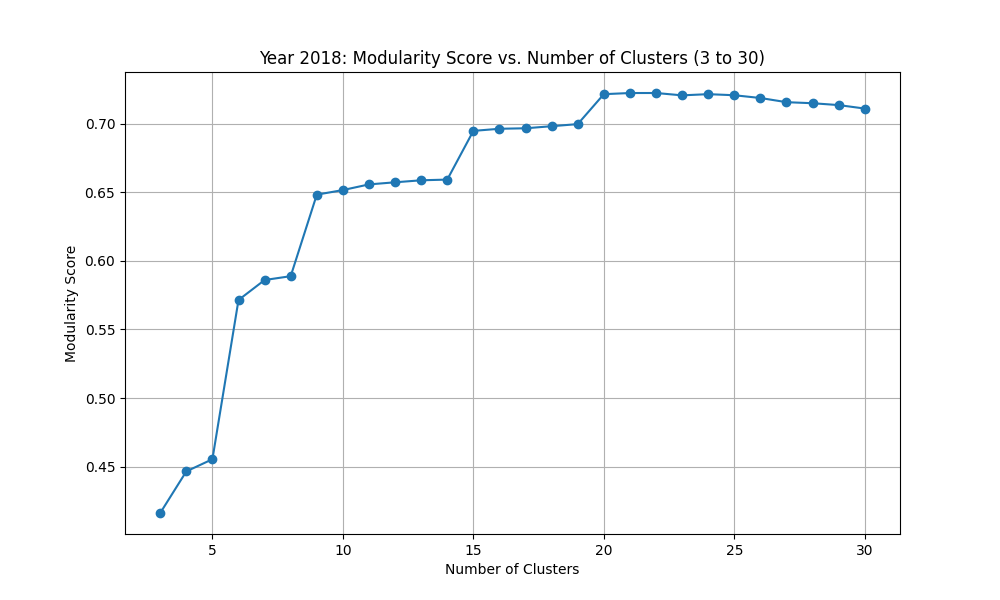 Year 2018: Modularity Score vs. Number of Clusters (3 to 30)
Modularity Score
0.70
0.65
0.60
0.55
0.50
0.45
5 10 15 20 25 30
Number of Clusters